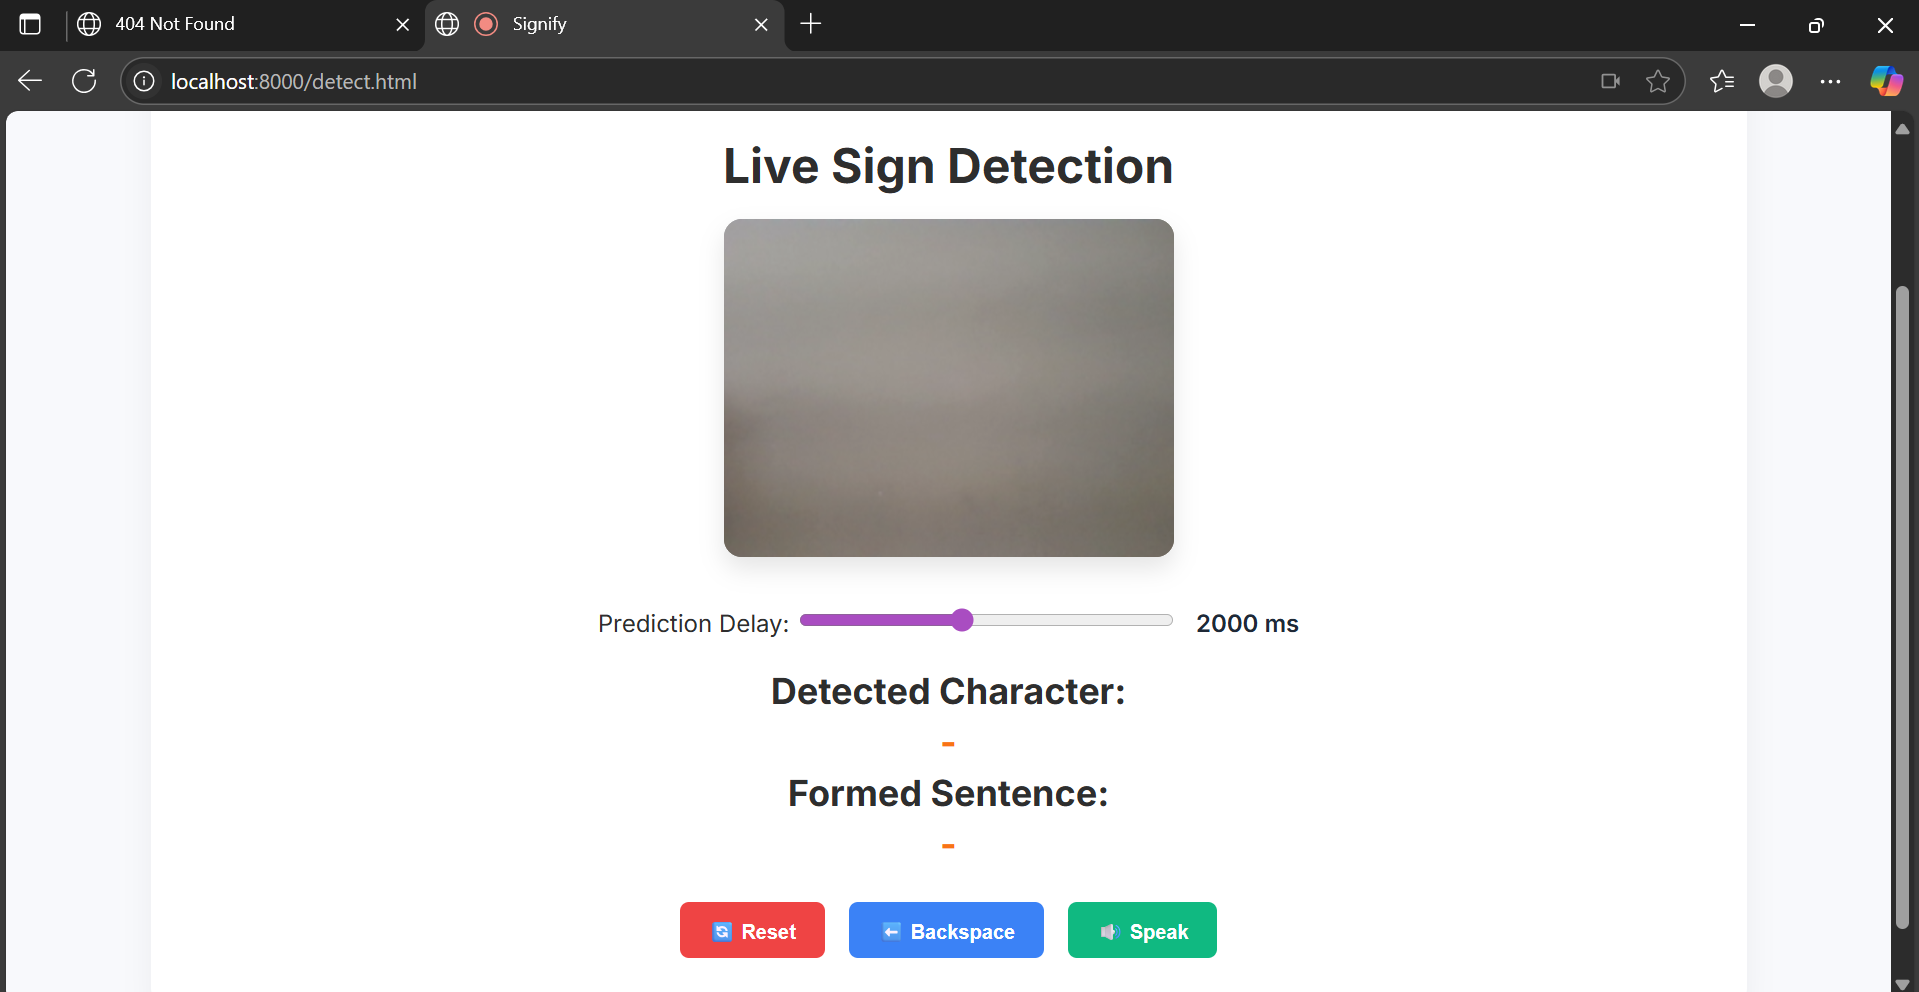 404 Not Found
Signify
localhost:8000/detect.html
Live Sign Detection
Prediction Delay: 2000 ms
Detected Character:
-
Formed Sentence:
-
Reset Backspace Speak